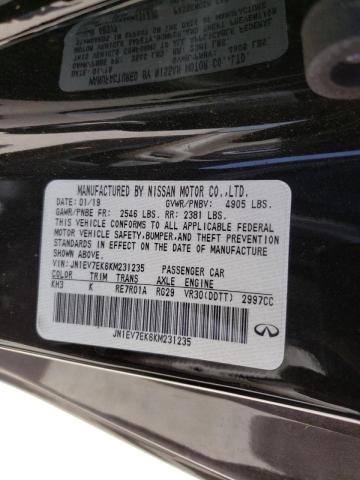 MANUFACTURED BY NISSAN MOTOR CO.,LTD.
DATE: 01/19 GVWR/PNBV: 4905 LBS.
GAWR/PNBE FR: 2546 LBS. RR: 2381 LBS.
THIS VEHICLE CONFORMS TO ALL APPLICABLE FEDERAL
MOTOR VEHICLE SAFETY,BUMPER,AND THEFT PREVENTION
STANDARDS IN EFFECT ON THE DATE OF MANUFACTURE
SHOWN ABOVE.
VIN: JN1EV7EK6KM231235 PASSENGER CAR
COLOR TRIM TRANS AXLE ENGINE
KH3 K RE7R01A RG29 VR30(DDTT) 2997CC
JN1EV7EK6KM231235
INFINITI